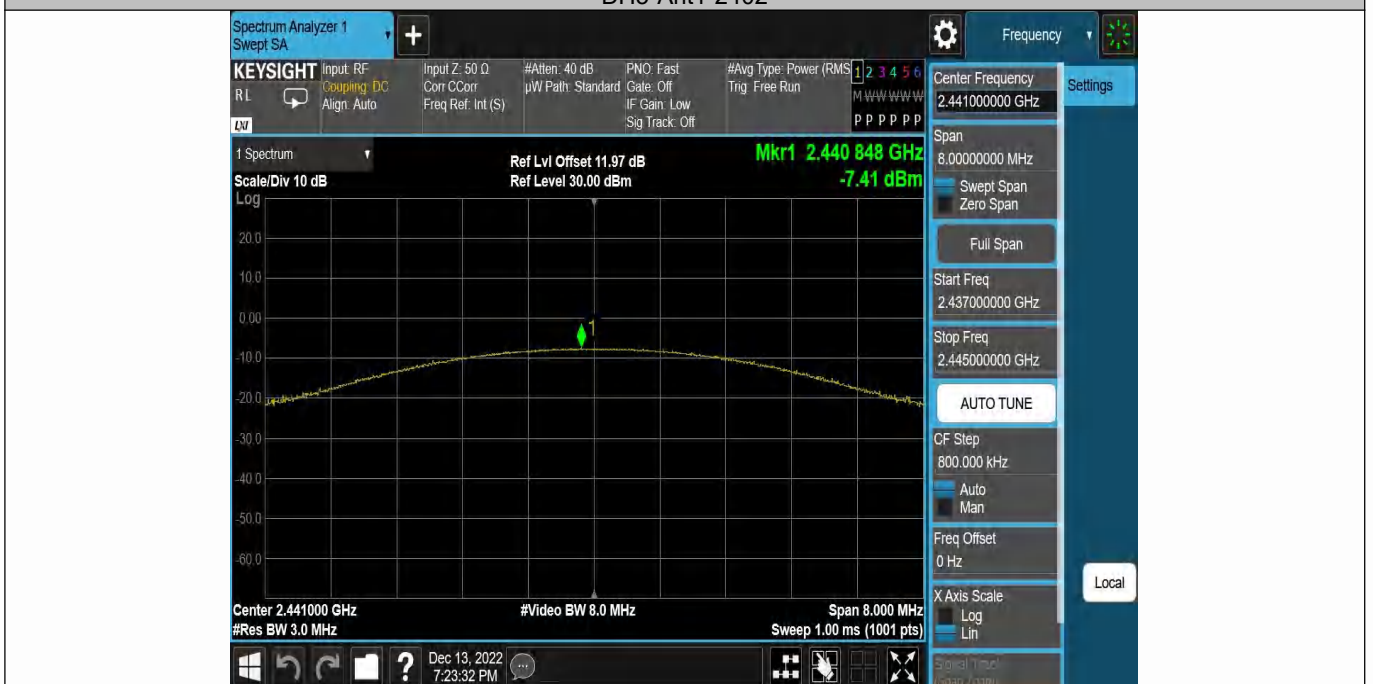 Spectrum Analyzer 1
Swept SA
+
Frequency
KEYSIGHT
RL
LXI
Input: RF
Coupling: DC
Align: Auto
Input Z: 50 Ω
Corr CCorr
Freq Ref: Int (S)
#Atten: 40 dB
µW Path: Standard
PNO: Fast
Gate: Off
IF Gain: Low
Sig Track: Off
#Avg Type: Power (RMS
Trig: Free Run
1 2 3 4 5 6
M W W W W W
P P P P P P
Center Frequency
2.441000000 GHz
Settings
1 Spectrum
Scale/Div 10 dB
Ref Lvl Offset 11.97 dB
Ref Level 30.00 dBm
Mkr1 2.440 848 GHz
-7.41 dBm
Span
8.00000000 MHz
Swept Span
Zero Span
Full Span
Start Freq
2.437000000 GHz
Stop Freq
2.445000000 GHz
AUTO TUNE
CF Step
800.000 kHz
Auto
Man
Freq Offset
0 Hz
X Axis Scale
Log
Lin
Local
Log
20.0
10.0
0.00
-10.0
-20.0
-30.0
-40.0
-50.0
-60.0
1
Center 2.441000 GHz
#Res BW 3.0 MHz
#Video BW 8.0 MHz
Span 8.000 MHz
Sweep 1.00 ms (1001 pts)
?
Dec 13, 2022
7:23:32 PM